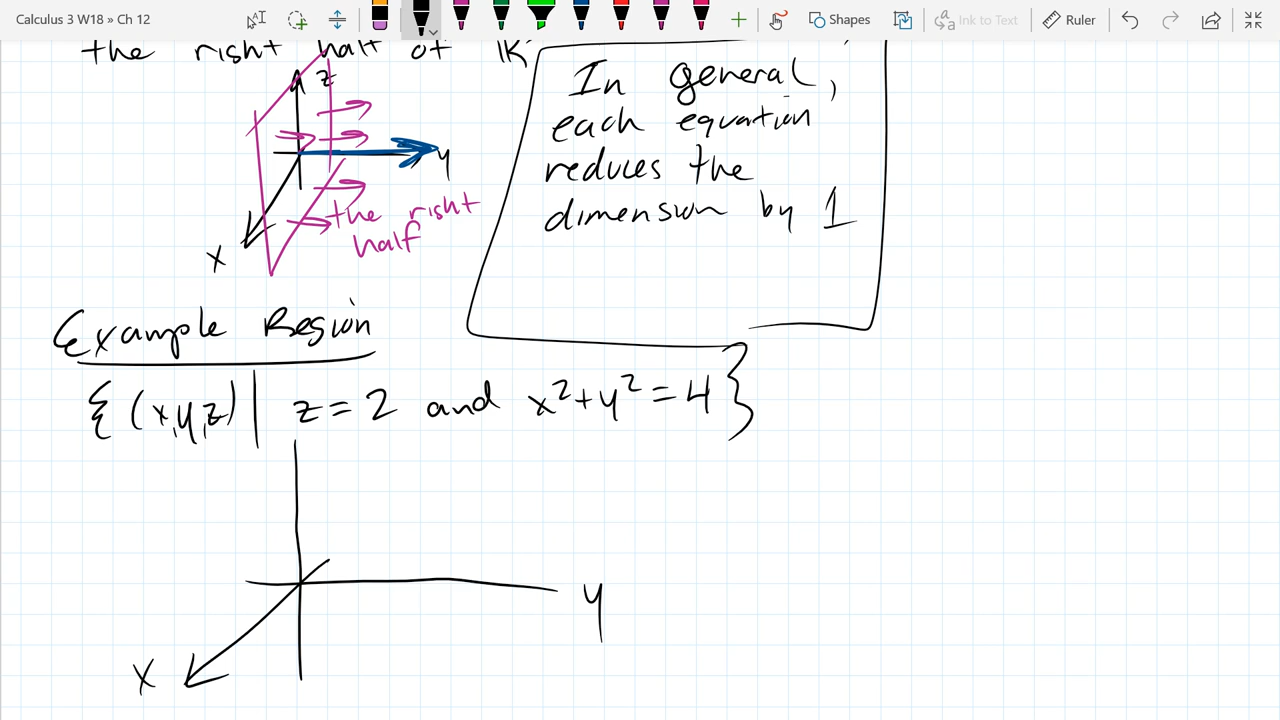 Calculus 3 W18 » Ch 12
Shapes
Ink to Text
Ruler
the right half of ℝ
z
y
x
the right
half
In general,
each equation
reduces the
dimension by 1
Example Region
{(x,y,z) | z = 2 and x²+y² = 4}
y
x